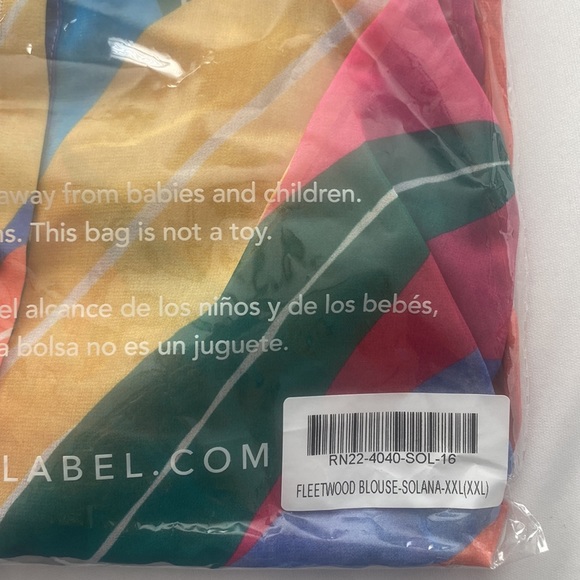 away from babies and children.
ns. This bag is not a toy.
el alcance de los niños y de los bebés,
a bolsa no es un juguete.
LABEL.COM
RN22-4040-SOL-16
FLEETWOOD BLOUSE-SOLANA-XXL(XXL)